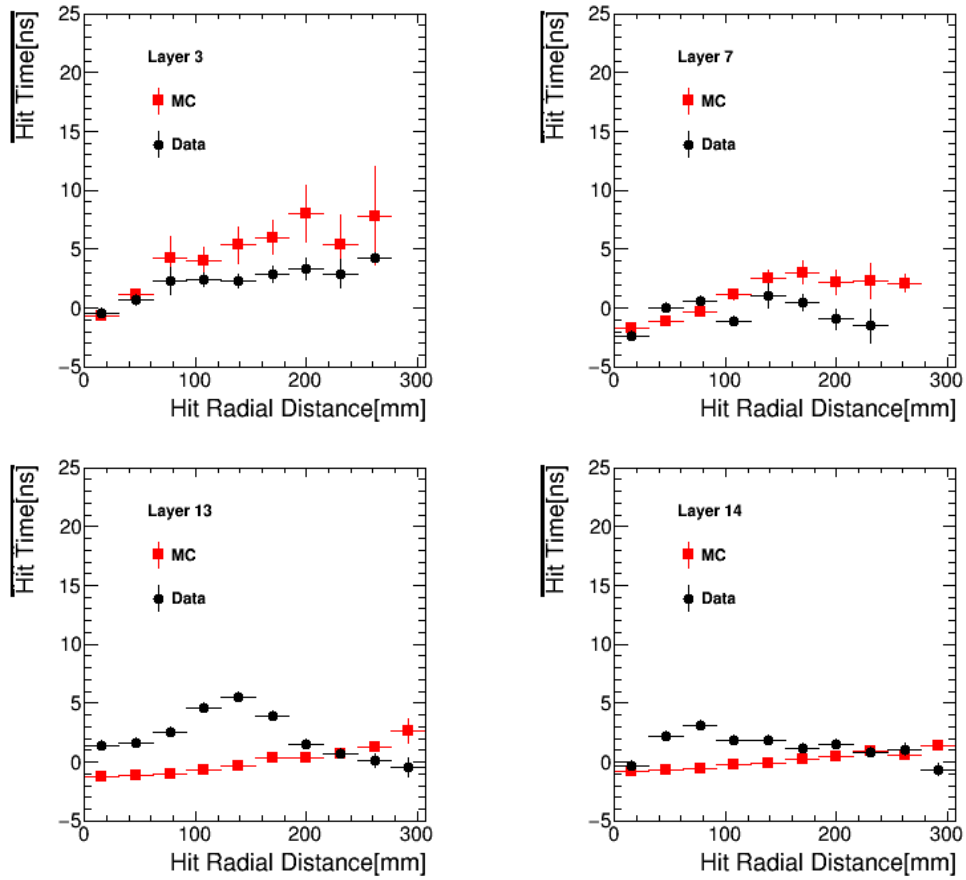 Hit Time[ns]
25
20
15
10
5
0
−5
Layer 3
MC
Data
0 100 200 300
Hit Radial Distance[mm]
Hit Time[ns]
25
20
15
10
5
0
−5
Layer 7
MC
Data
0 100 200 300
Hit Radial Distance[mm]
Hit Time[ns]
25
20
15
10
5
0
−5
Layer 13
MC
Data
0 100 200 300
Hit Radial Distance[mm]
Hit Time[ns]
25
20
15
10
5
0
−5
Layer 14
MC
Data
0 100 200 300
Hit Radial Distance[mm]